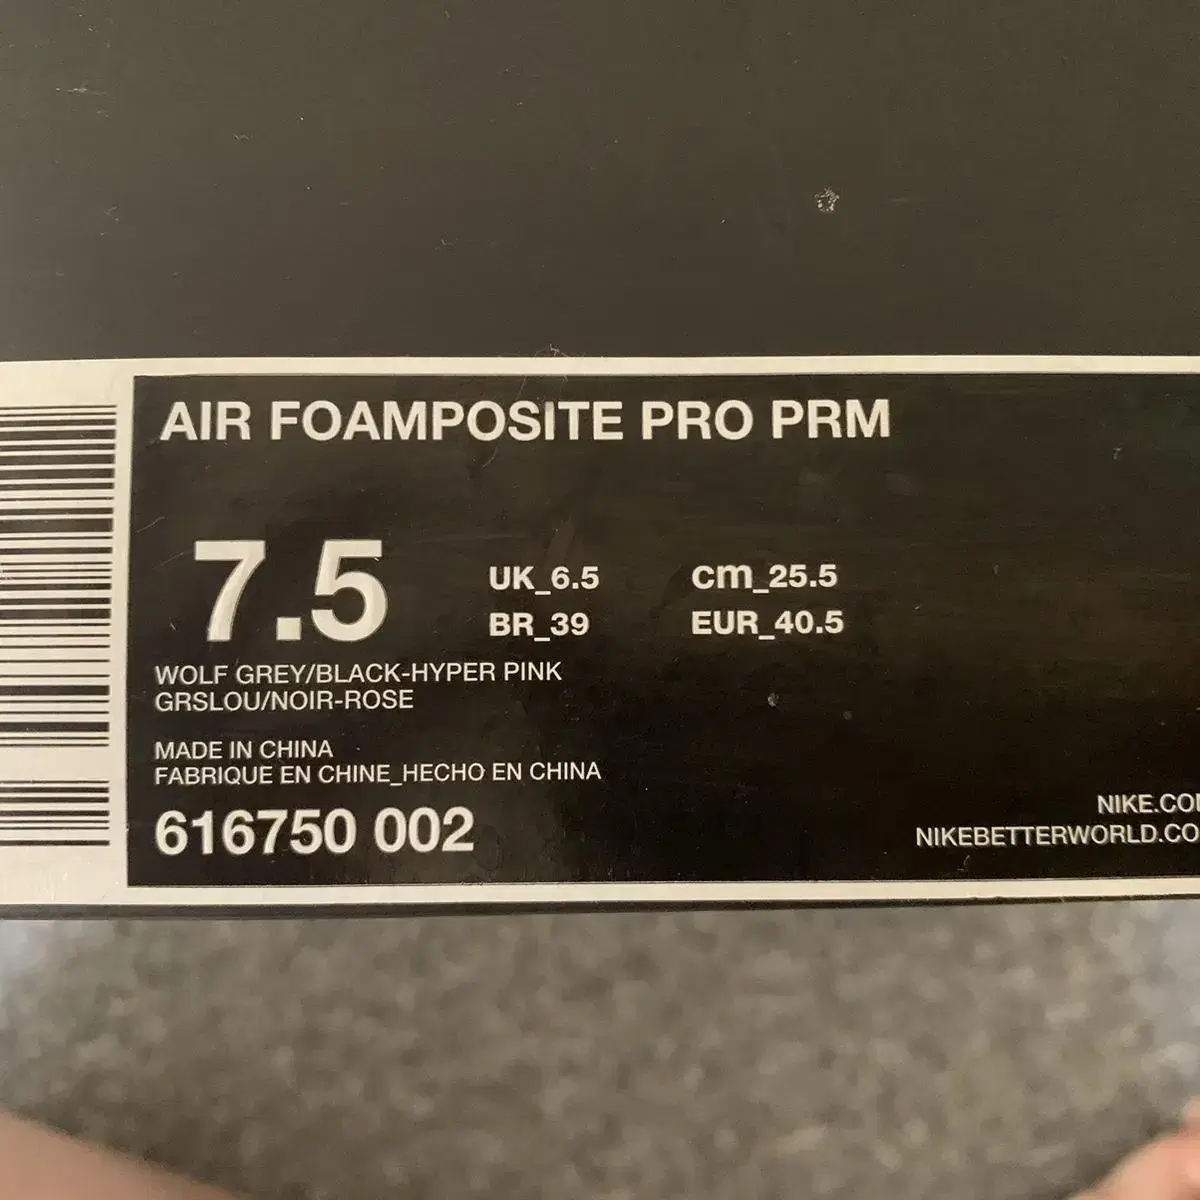 AIR FOAMPOSITE PRO PRM
7.5
UK_6.5 cm_25.5
BR_39 EUR_40.5
WOLF GREY/BLACK-HYPER PINK
GRSLOU/NOIR-ROSE
MADE IN CHINA
FABRIQUE EN CHINE_HECHO EN CHINA
616750 002
NIKE.CO
NIKEBETTERWORLD.CO